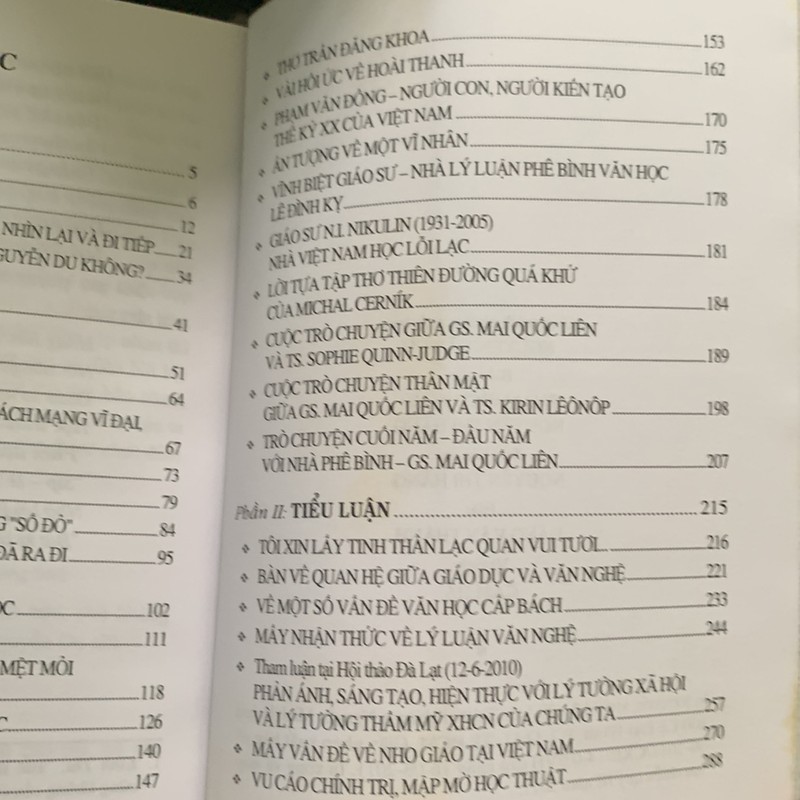 C
5
6
12
NHÌN LẠI VÀ ĐI TIẾP 21
NGUYỄN DU KHÔNG? 34
41
51
64
CÁCH MẠNG VĨ ĐẠI,
67
73
79
G "SỐ ĐỎ" 84
ĐÃ RA ĐI 95
ỌC 102
111
MỆT MỎI
118
C 126
140
147
❖ THƠ TRẦN ĐĂNG KHOA 153
❖ VÀI HỒI ỨC VỀ HOÀI THANH 162
❖ PHẠM VĂN ĐỒNG – NGƯỜI CON, NGƯỜI KIẾN TẠO
THẾ KỶ XX CỦA VIỆT NAM 170
❖ ẤN TƯỢNG VỀ MỘT VĨ NHÂN 175
❖ VĨNH BIỆT GIÁO SƯ – NHÀ LÝ LUẬN PHÊ BÌNH VĂN HỌC
LÊ ĐÌNH KỴ 178
❖ GIÁO SƯ N.I. NIKULIN (1931-2005)
NHÀ VIỆT NAM HỌC LỖI LẠC 181
❖ LỜI TỰA TẬP THƠ THIÊN ĐƯỜNG QUÁ KHỨ
CỦA MICHAL CERNÍK 184
❖ CUỘC TRÒ CHUYỆN GIỮA GS. MAI QUỐC LIÊN
VÀ TS. SOPHIE QUINN-JUDGE 189
❖ CUỘC TRÒ CHUYỆN THÂN MẬT
GIỮA GS. MAI QUỐC LIÊN VÀ TS. KIRIN LÊÔNÔP 198
❖ TRÒ CHUYỆN CUỐI NĂM – ĐẦU NĂM
VỚI NHÀ PHÊ BÌNH – GS. MAI QUỐC LIÊN 207
Phần II: TIỂU LUẬN 215
❖ TÔI XIN LẤY TINH THẦN LẠC QUAN VUI TƯƠI... 216
❖ BÀN VỀ QUAN HỆ GIỮA GIÁO DỤC VÀ VĂN NGHỆ 221
❖ VỀ MỘT SỐ VẤN ĐỀ VĂN HỌC CẤP BÁCH 233
❖ MẤY NHẬN THỨC VỀ LÝ LUẬN VĂN NGHỆ 244
❖ Tham luận tại Hội thảo Đà Lạt (12-6-2010)
PHẢN ÁNH, SÁNG TẠO, HIỆN THỰC VỚI LÝ TƯỞNG XÃ HỘI
VÀ LÝ TƯỞNG THẨM MỸ XHCN CỦA CHÚNG TA 257
❖ MẤY VẤN ĐỀ VỀ NHO GIÁO TẠI VIỆT NAM 270
❖ VU CÁO CHÍNH TRỊ, MẬP MỜ HỌC THUẬT 288